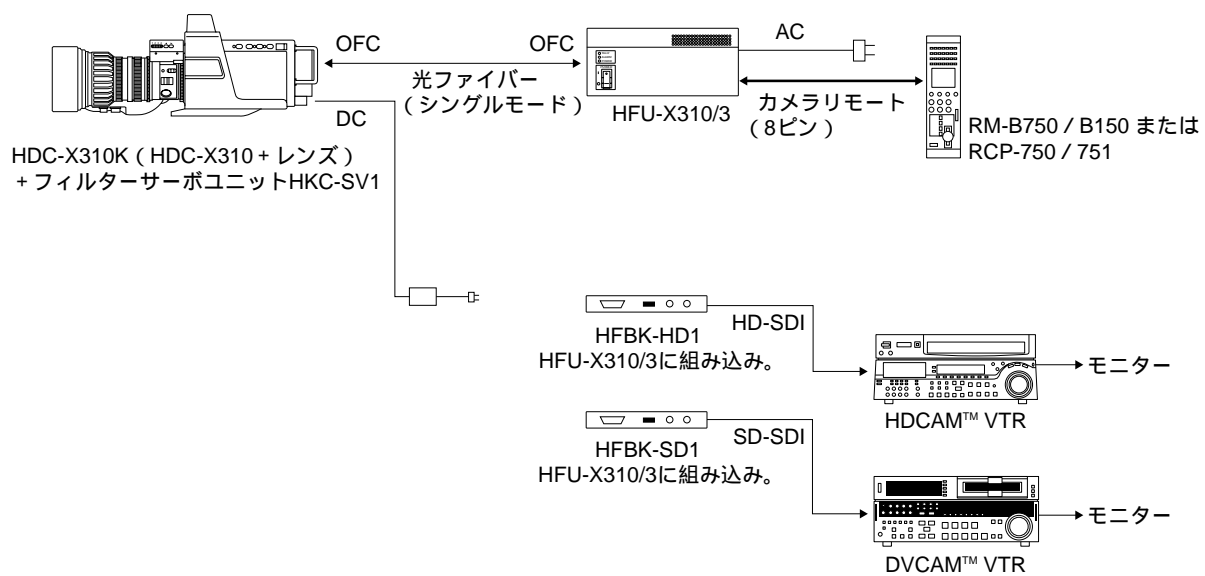 OFC
OFC
AC
光ファイバー
(シングルモード)
HFU-X310/3
カメラリモート
(8ピン)
DC
RM-B750 / B150 または
RCP-750 / 751
HDC-X310K(HDC-X310 + レンズ)
+ フィルターサーボユニットHKC-SV1
HD-SDI
HFBK-HD1
HFU-X310/3に組み込み。
モニター
HDCAM™ VTR
SD-SDI
HFBK-SD1
HFU-X310/3に組み込み。
モニター
DVCAM™ VTR